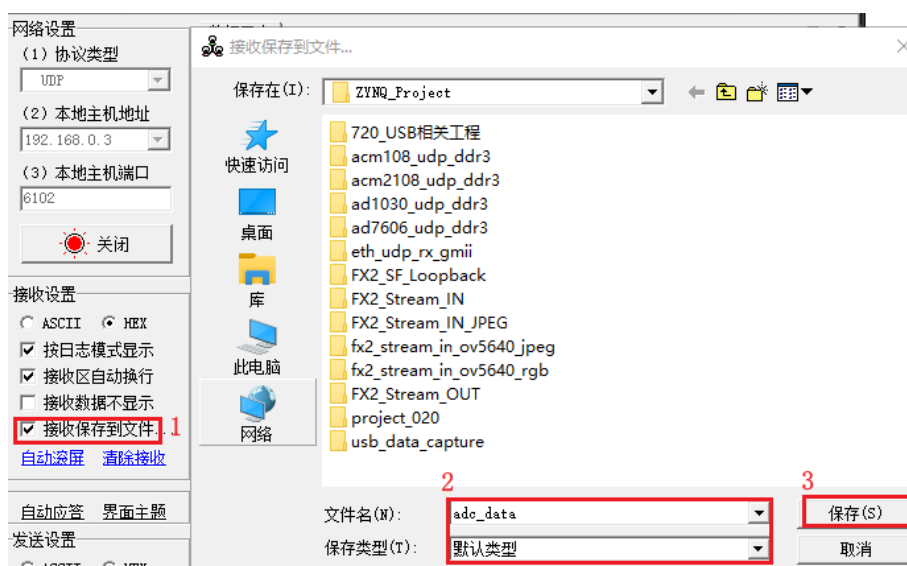 网络设置
(1) 协议类型
UDP
(2) 本地主机地址
192.168.0.3
(3) 本地主机端口
6102
关闭
接收设置
ASCII HEX
按日志模式显示
接收区自动换行
接收数据不显示
接收保存到文件... 1
自动滚屏 清除接收
自动应答 界面主题
发送设置
接收保存到文件...
保存在(I):
ZYNQ_Project
快速访问
桌面
库
此电脑
网络
720_USB相关工程
acm108_udp_ddr3
acm2108_udp_ddr3
ad1030_udp_ddr3
ad7606_udp_ddr3
eth_udp_rx_gmii
FX2_SF_Loopback
FX2_Stream_IN
FX2_Stream_IN_JPEG
fx2_stream_in_ov5640_jpeg
fx2_stream_in_ov5640_rgb
FX2_Stream_OUT
project_020
usb_data_capture
2
3
文件名(N): adc_data 保存(S)
保存类型(T): 默认类型 取消